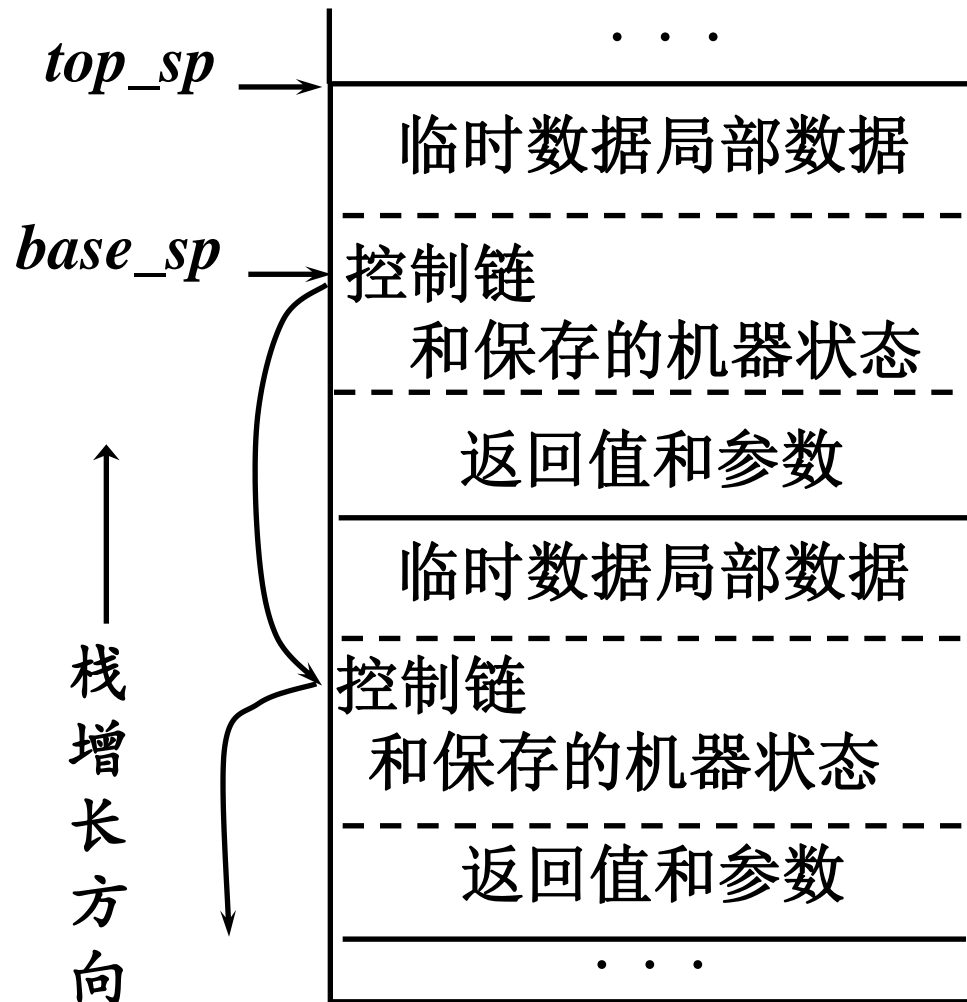 · · ·
top_sp
临时数据局部数据
base_sp
控制链
和保存的机器状态
返回值和参数
临时数据局部数据
控制链
和保存的机器状态
返回值和参数
· · ·
栈增长方向